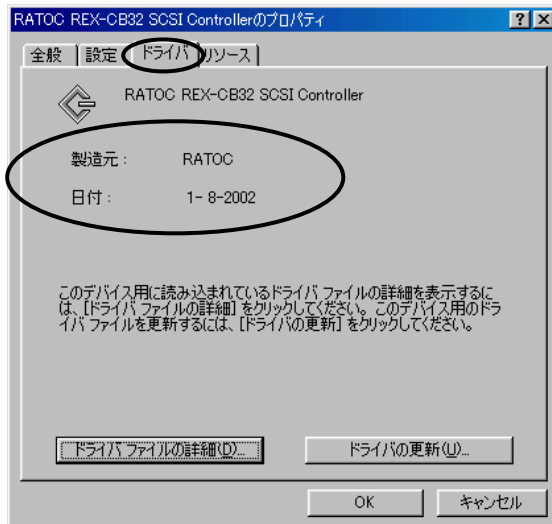 RATOC REX-CB32 SCSI Controllerのプロパティ
全般 設定 ドライバ リソース
RATOC REX-CB32 SCSI Controller
製造元: RATOC
日付: 1- 8-2002
このデバイス用に読み込まれているドライバ ファイルの詳細を表示するに
は、[ドライバ ファイルの詳細] をクリックしてください。このデバイス用のドラ
イバ ファイルを更新するには、[ドライバの更新] をクリックしてください。
ドライバ ファイルの詳細(D)... ドライバの更新(U)...
OK キャンセル